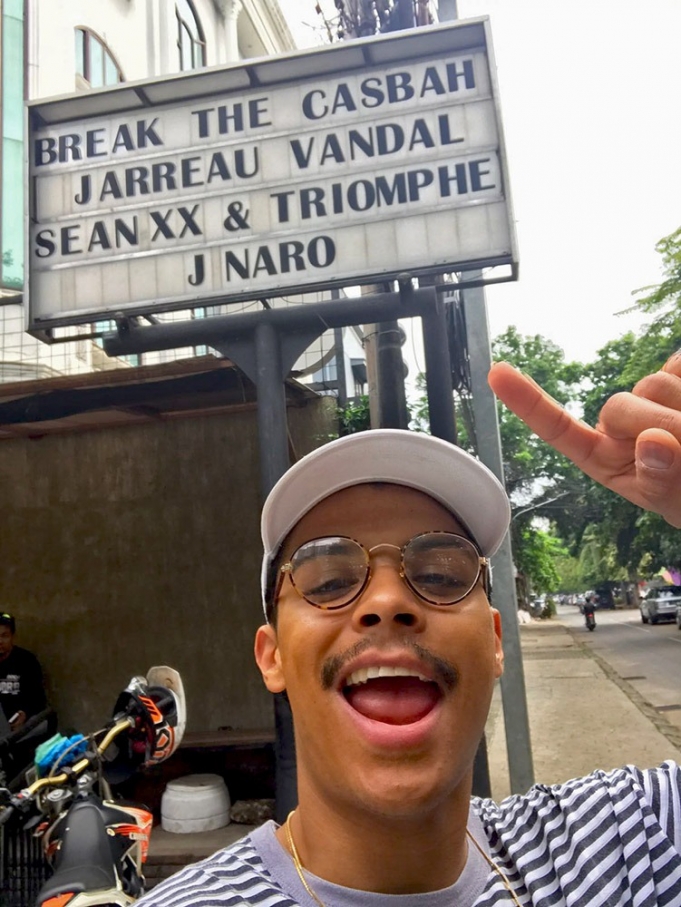 BREAK THE CASBAH
JARREAU VANDAL
SEAN XX & TRIOMPHE
J NARO